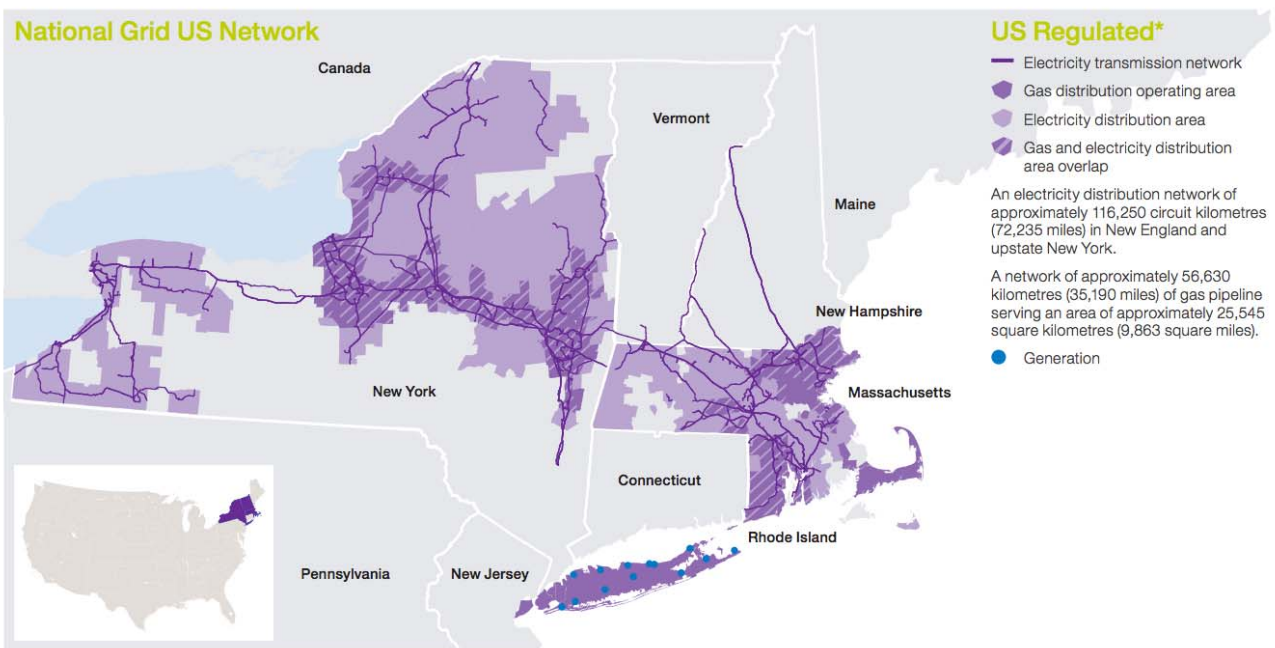 National Grid US Network
Canada
Vermont
Maine
New Hampshire
New York
Massachusetts
Connecticut
Rhode Island
Pennsylvania
New Jersey
US Regulated*
Electricity transmission network
Gas distribution operating area
Electricity distribution area
Gas and electricity distribution
area overlap
An electricity distribution network of
approximately 116,250 circuit kilometres
(72,235 miles) in New England and
upstate New York.
A network of approximately 56,630
kilometres (35,190 miles) of gas pipeline
serving an area of approximately 25,545
square kilometres (9,863 square miles).
Generation